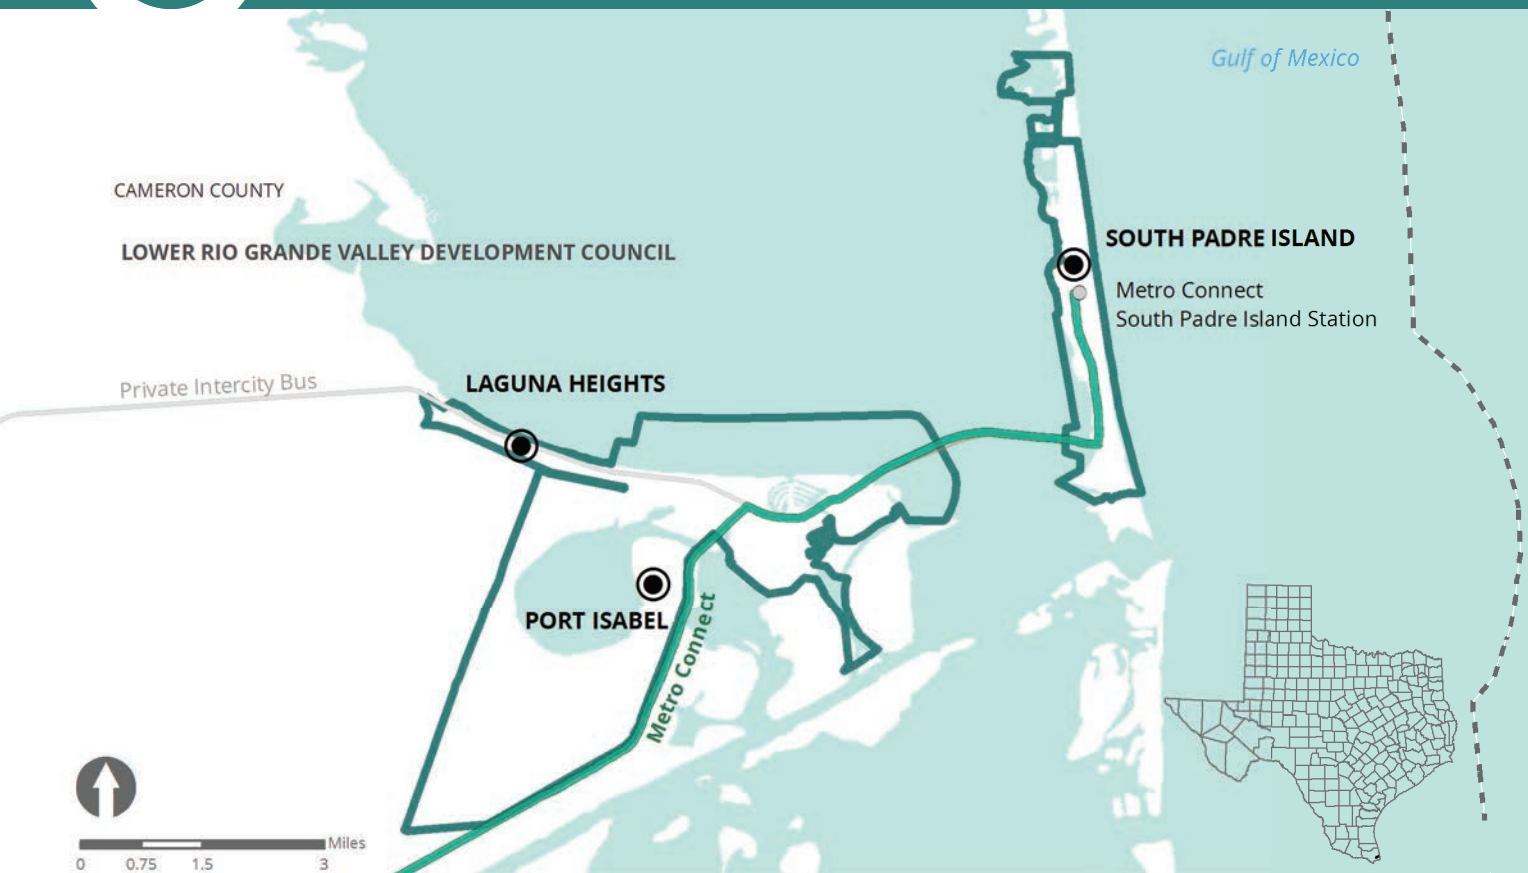 Gulf of Mexico
CAMERON COUNTY
Bus
LOWER RIO GRANDE VALLEY DEVELOPMENT COUNCIL
SOUTH PADRE ISLAND
Metro Connect
South Padre Island Station
Private Intercity Bus
LAGUNA HEIGHTS
PORT ISABEL
Metro Connect
Miles
0 0.75 1.5 3